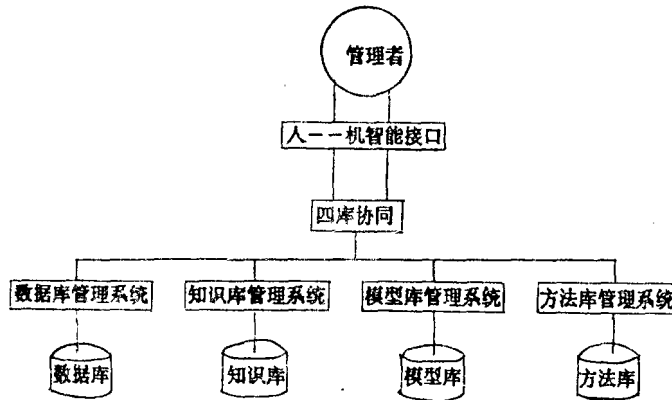 管理者
人——机智能接口
四库协同
数据库管理系统 知识库管理系统 模型库管理系统 方法库管理系统
数据库 知识库 模型库 方法库